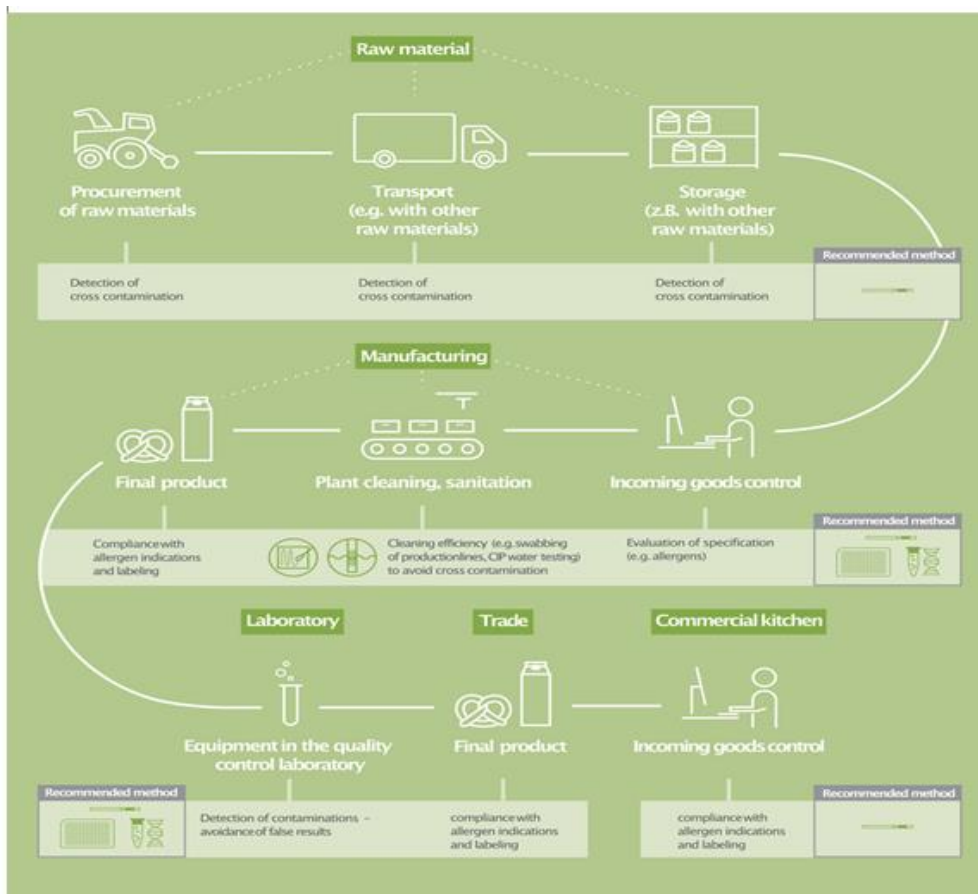 Raw material
Procurement
of raw materials
Transport
(e.g. with other
raw materials)
Storage
(z.B. with other
raw materials)
Recommended method
Detection of
cross contamination
Detection of
cross contamination
Detection of
cross contamination
Manufacturing
Final product
Plant cleaning, sanitation
Incoming goods control
Recommended method
Compliance with
allergen indications
and labeling
Cleaning efficiency (e.g. swabbing
of productionlines, CIP water testing)
to avoid cross contamination
Evaluation of specification
(e.g. allergens)
Laboratory
Trade
Commercial kitchen
Equipment in the quality
control laboratory
Final product
Incoming goods control
Recommended method
Detection of contaminations –
avoidance of false results
compliance with
allergen indications
and labeling
compliance with
allergen indications
and labeling
Recommended method